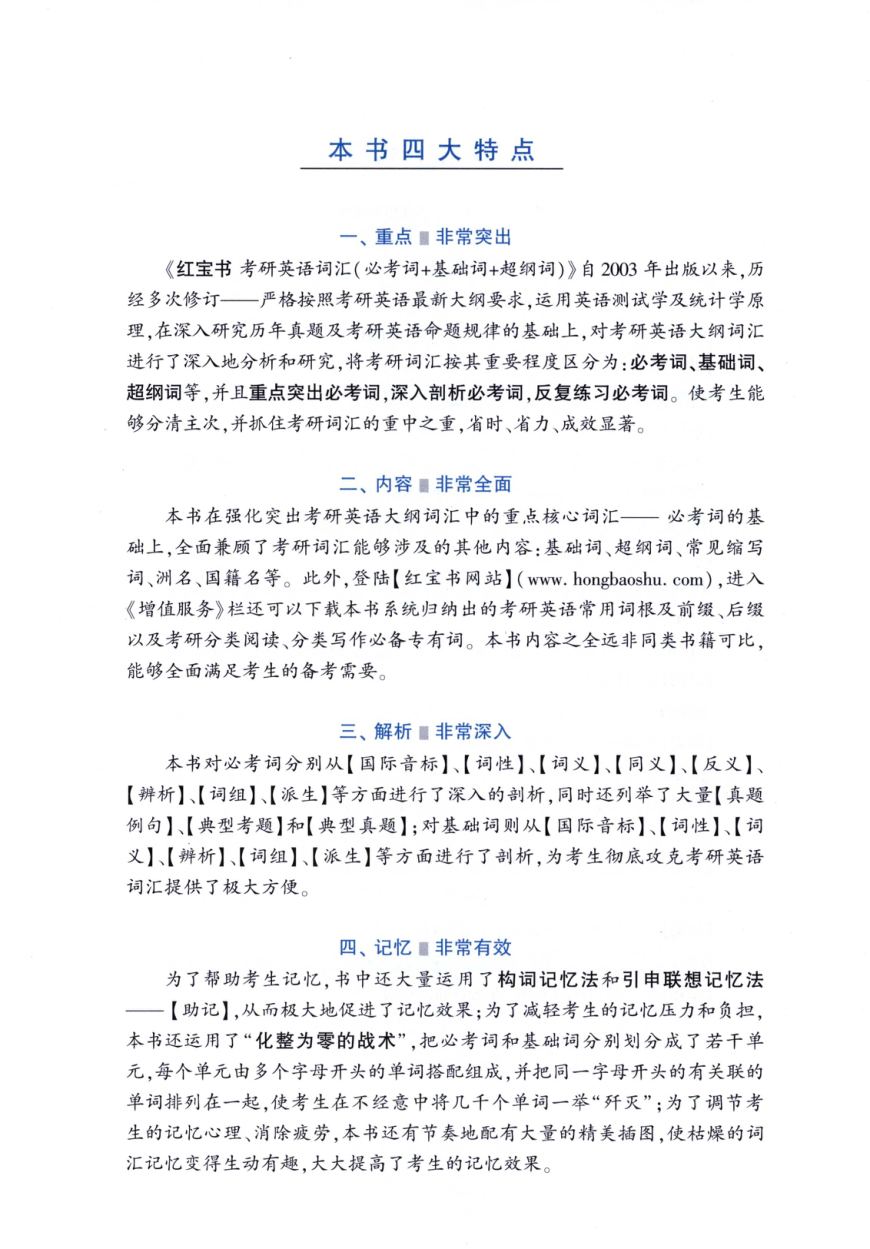 本书四大特点
一、重点 ■ 非常突出
《红宝书 考研英语词汇(必考词+基础词+超纲词)》自 2003 年出版以来,历
经多次修订——严格按照考研英语最新大纲要求,运用英语测试学及统计学原
理,在深入研究历年真题及考研英语命题规律的基础上,对考研英语大纲词汇
进行了深入地分析和研究,将考研词汇按其重要程度区分为:必考词、基础词、
超纲词等,并且重点突出必考词,深入剖析必考词,反复练习必考词。使考生能
够分清主次,并抓住考研词汇的重中之重,省时、省力、成效显著。
二、内容 ■ 非常全面
本书在强化突出考研英语大纲词汇中的重点核心词汇—— 必考词的基
础上,全面兼顾了考研词汇能够涉及的其他内容:基础词、超纲词、常见缩写
词、洲名、国籍名等。此外,登陆【红宝书网站】(www. hongbaoshu. com),进入
《增值服务》栏还可以下载本书系统归纳出的考研英语常用词根及前缀、后缀
以及考研分类阅读、分类写作必备专有词。本书内容之全远非同类书籍可比,
能够全面满足考生的备考需要。
三、解析 ■ 非常深入
本书对必考词分别从【国际音标】、【词性】、【词义】、【同义】、【反义】、
【辨析】、【词组】、【派生】等方面进行了深入的剖析,同时还列举了大量【真题
例句】、【典型考题】和【典型真题】;对基础词则从【国际音标】、【词性】、【词
义】、【辨析】、【词组】、【派生】等方面进行了剖析,为考生彻底攻克考研英语
词汇提供了极大方便。
四、记忆 ■ 非常有效
为了帮助考生记忆,书中还大量运用了构词记忆法和引申联想记忆法
——【助记】,从而极大地促进了记忆效果;为了减轻考生的记忆压力和负担,
本书还运用了“化整为零的战术”,把必考词和基础词分别划分成了若干单
元,每个单元由多个字母开头的单词搭配组成,并把同一字母开头的有关联的
单词排列在一起,使考生在不经意中将几千个单词一举“歼灭”;为了调节考
生的记忆心理、消除疲劳,本书还有节奏地配有大量的精美插图,使枯燥的词
汇记忆变得生动有趣,大大提高了考生的记忆效果。